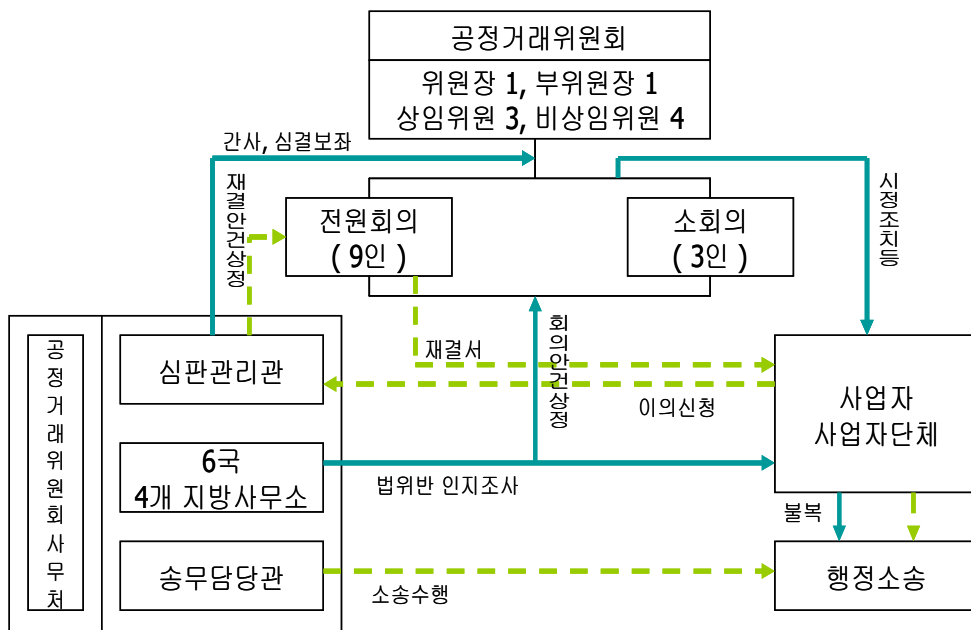 공정거래위원회
위원장 1, 부위원장 1
상임위원 3, 비상임위원 4
간사, 심결보좌
재결안건상정
전원회의
( 9인 )
소회의
( 3인 )
시정조치등
공정거래위원회사무처
심판관리관
재결서
회의안건상정
이의신청
사업자
사업자단체
6국
4개 지방사무소
법위반 인지조사
불복
송무담당관
소송수행
행정소송